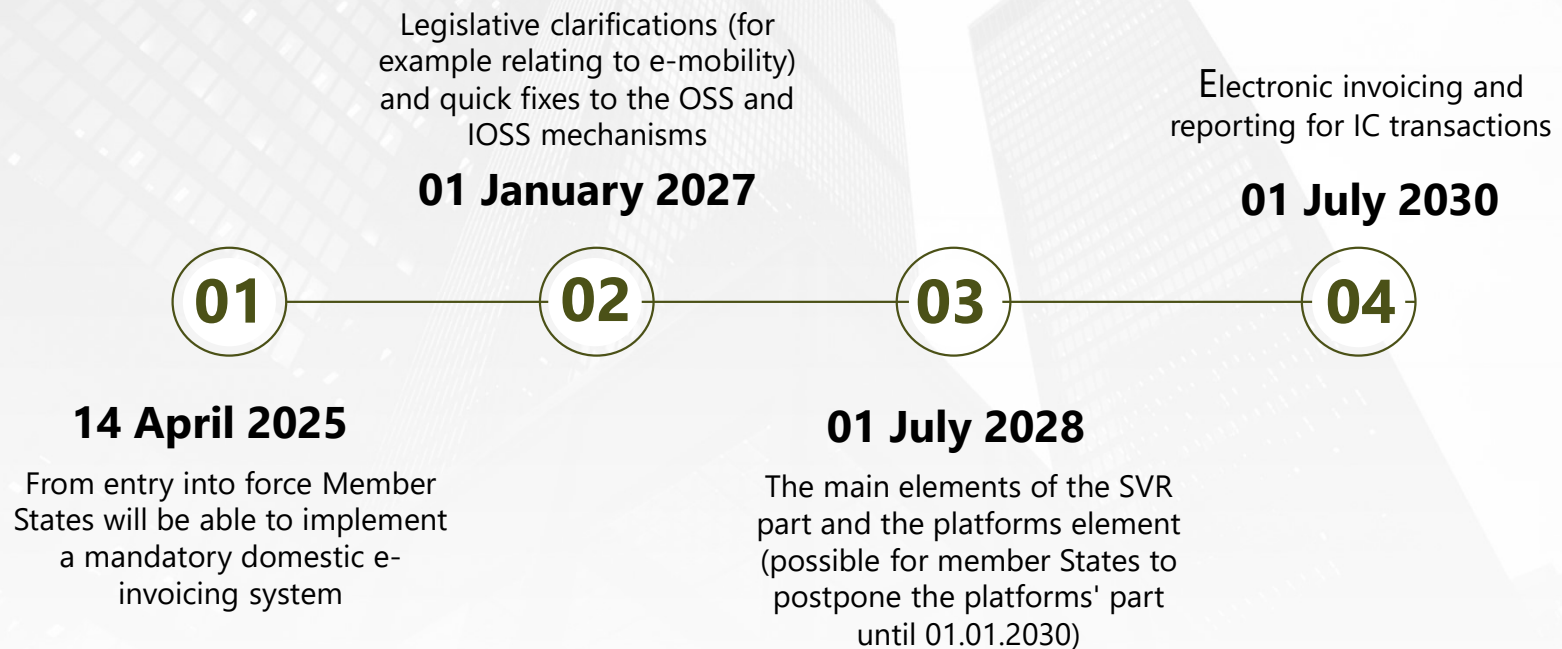 Legislative clarifications (for
example relating to e-mobility)
and quick fixes to the OSS and
IOSS mechanisms
01 January 2027
Electronic invoicing and
reporting for IC transactions
01 July 2030
01
02
03
04
14 April 2025
From entry into force Member
States will be able to implement
a mandatory domestic e-
invoicing system
01 July 2028
The main elements of the SVR
part and the platforms element
(possible for member States to
postpone the platforms' part
until 01.01.2030)